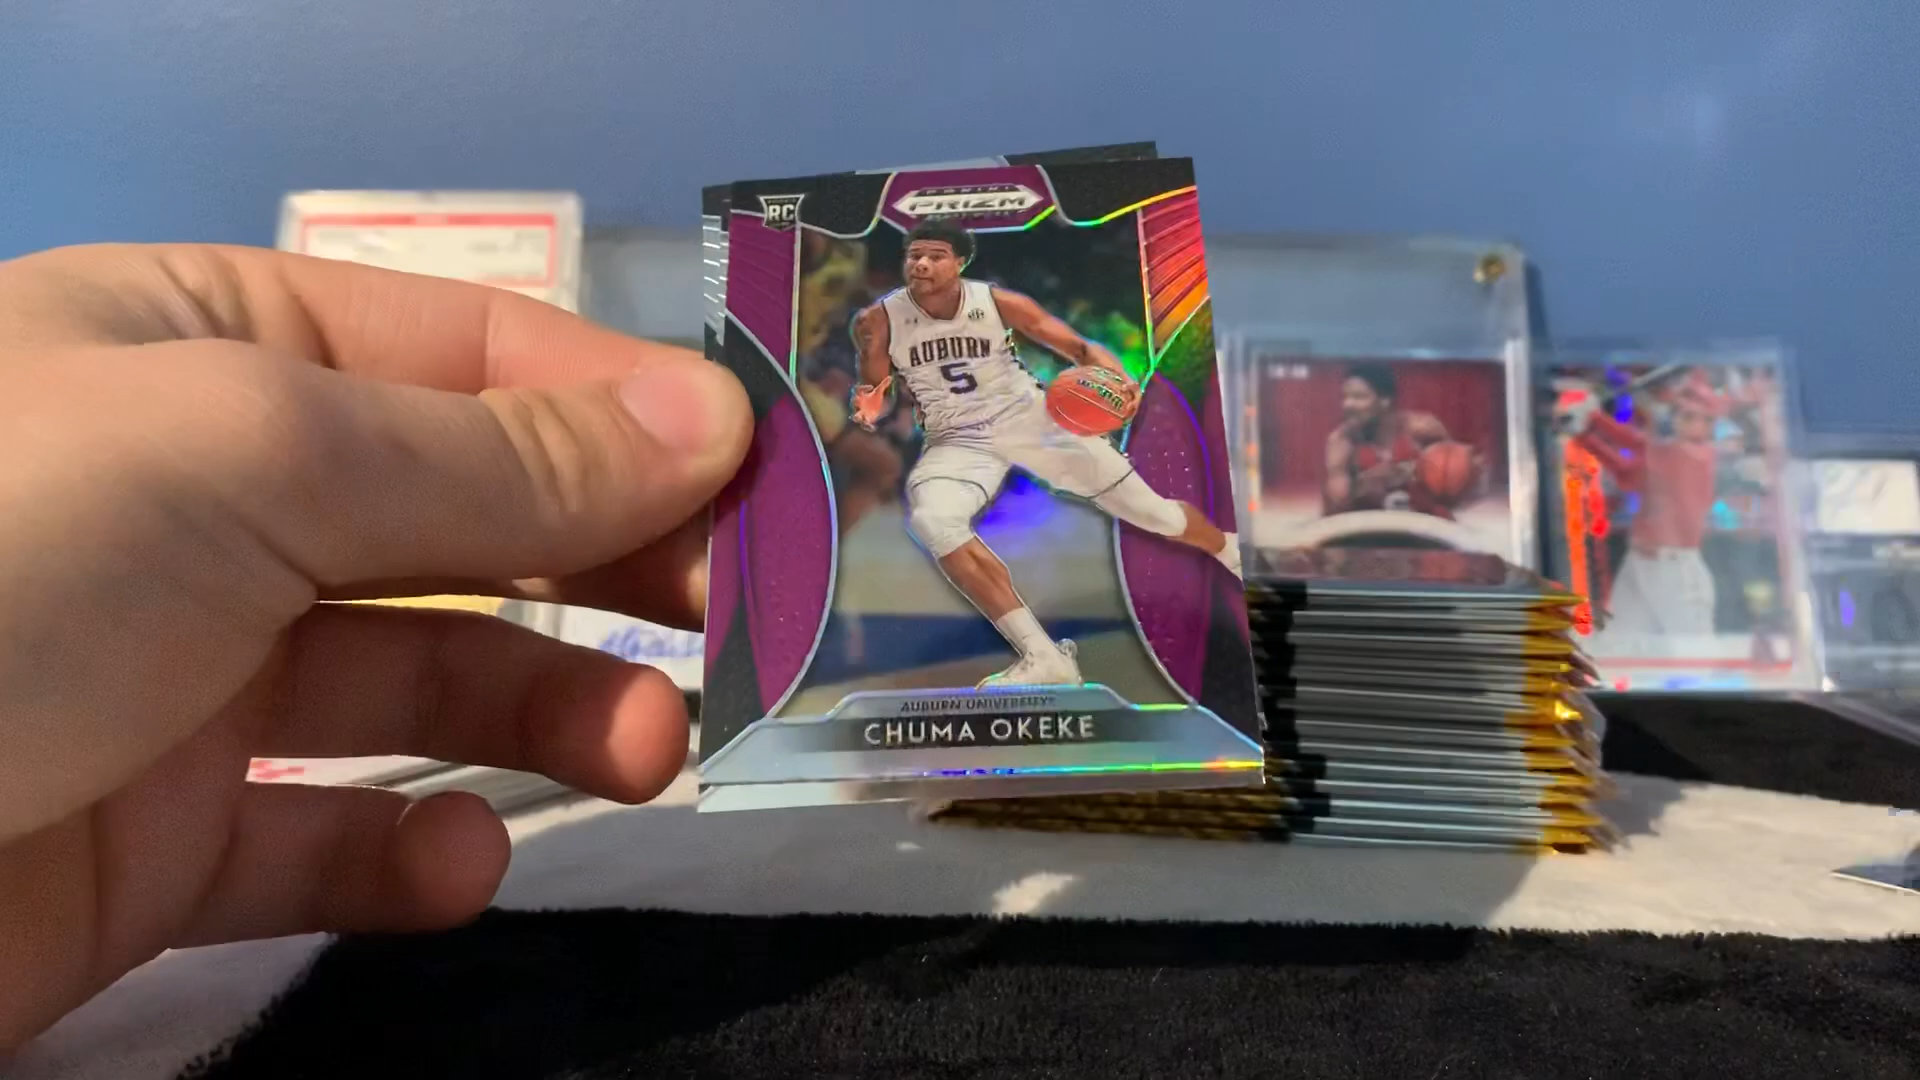 RC
PANINI
PRIZM
AUBURN
5
AUBURN UNIVERSITY
CHUMA OKEKE